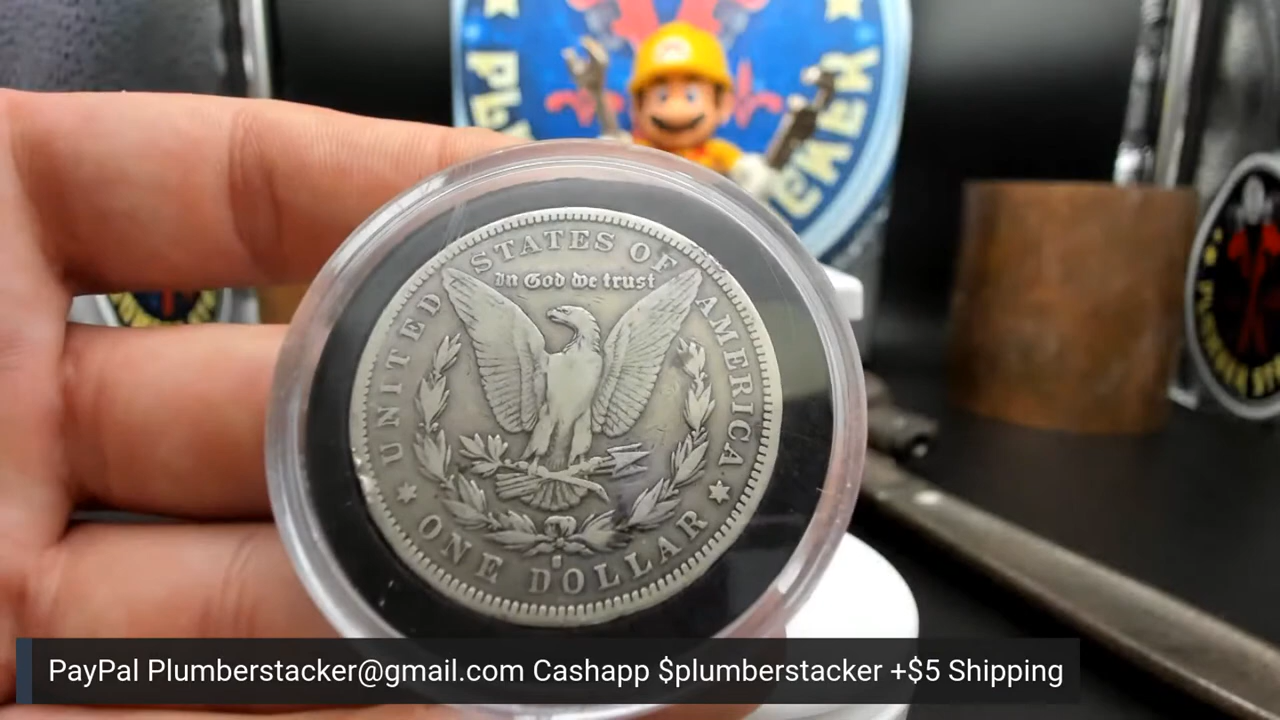 STATES OF
In God we trust
UNITED
AMERICA
ONE DOLLAR
PayPal Plumberstacker@gmail.com Cashapp $plumberstacker +$5 Shipping